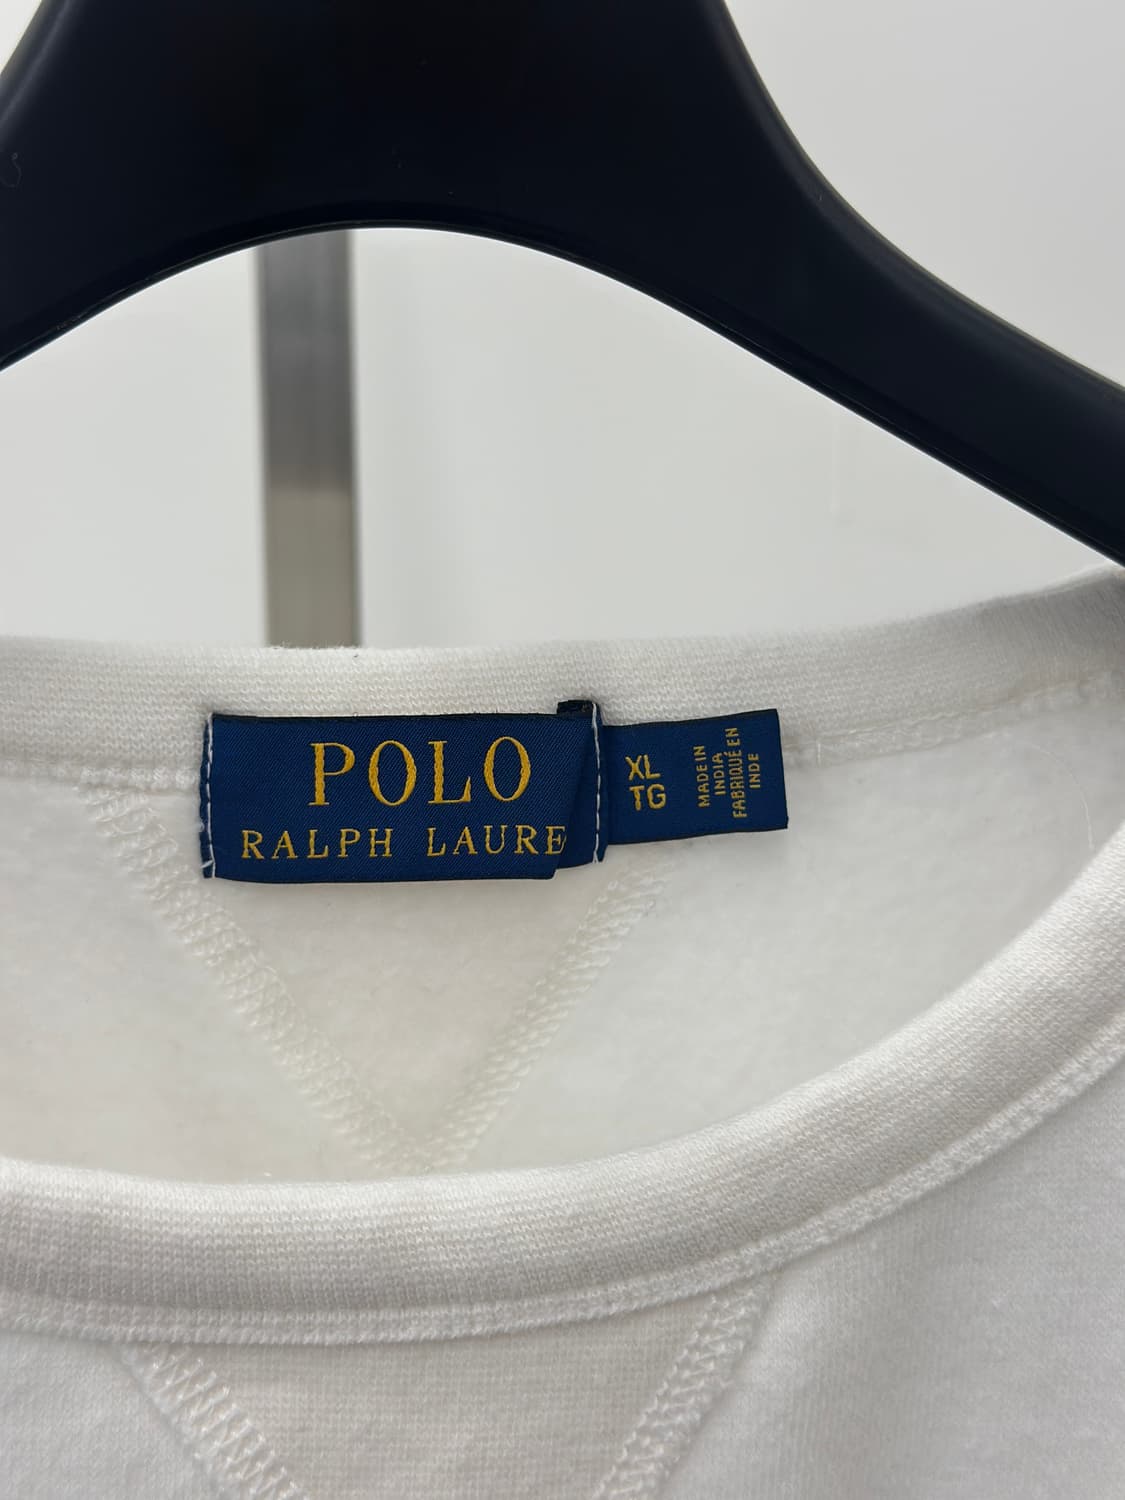 POLO
RALPH LAURE
XL
TG
MADE IN
INDIA
FABRIQUÉ EN
INDE